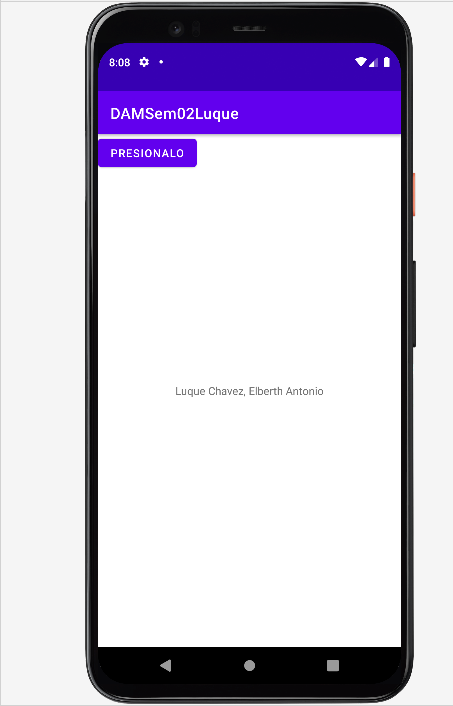 8:08
DAMSem02Luque
PRESIONALO
Luque Chavez, Elberth Antonio